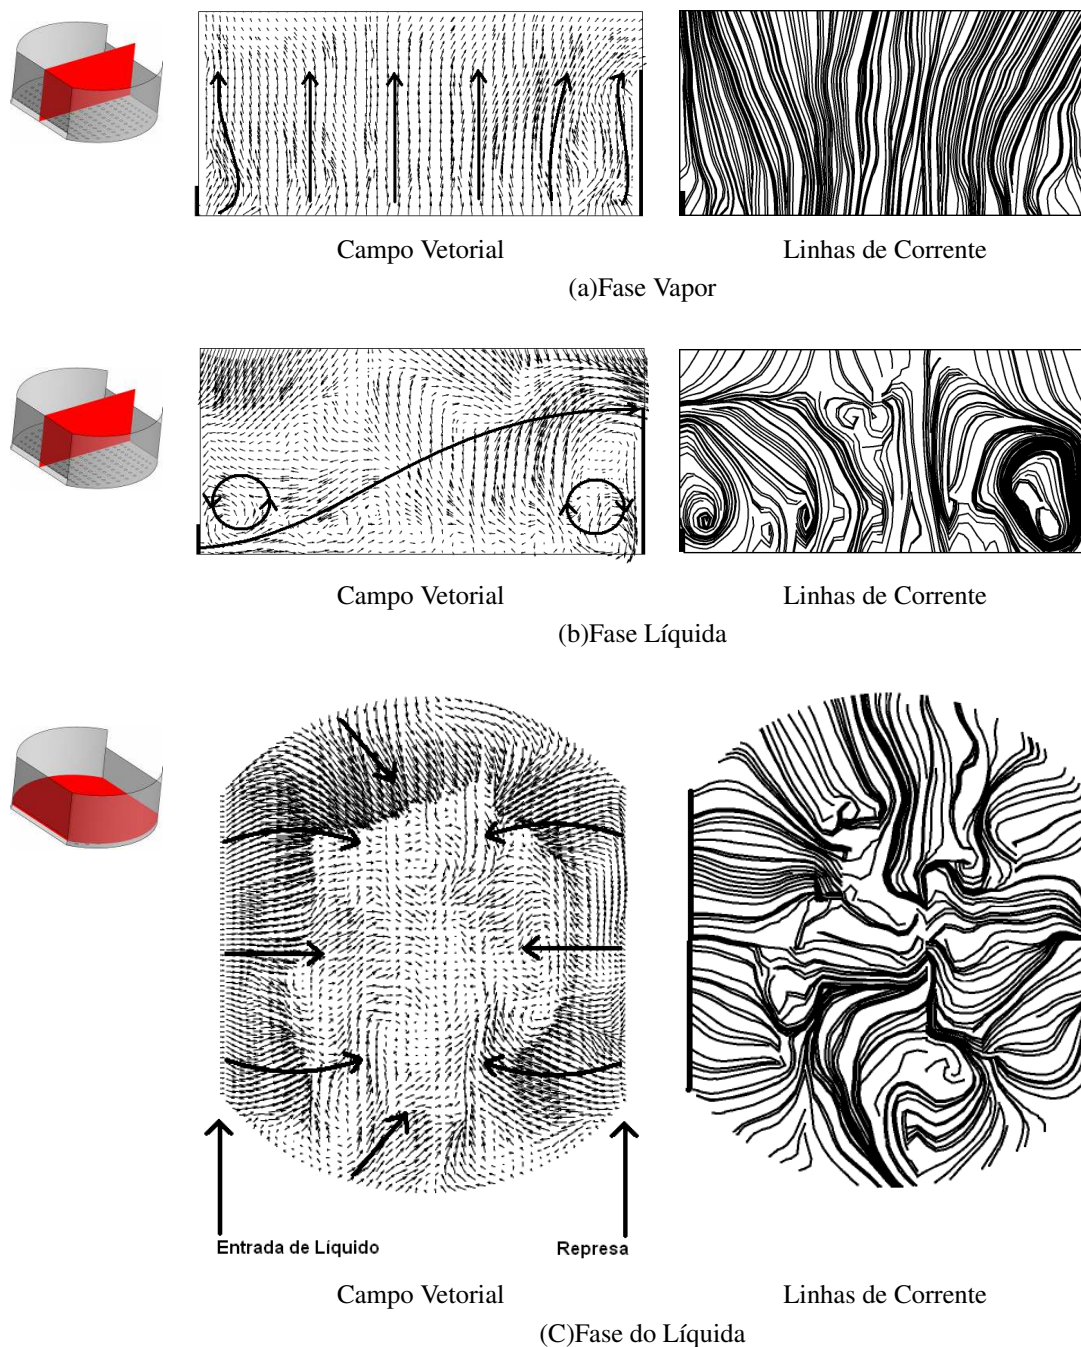 Campo Vetorial
Linhas de Corrente
(a)Fase Vapor
Campo Vetorial
Linhas de Corrente
(b)Fase Líquida
Entrada de Líquido
Represa
Campo Vetorial
Linhas de Corrente
(C)Fase do Líquida